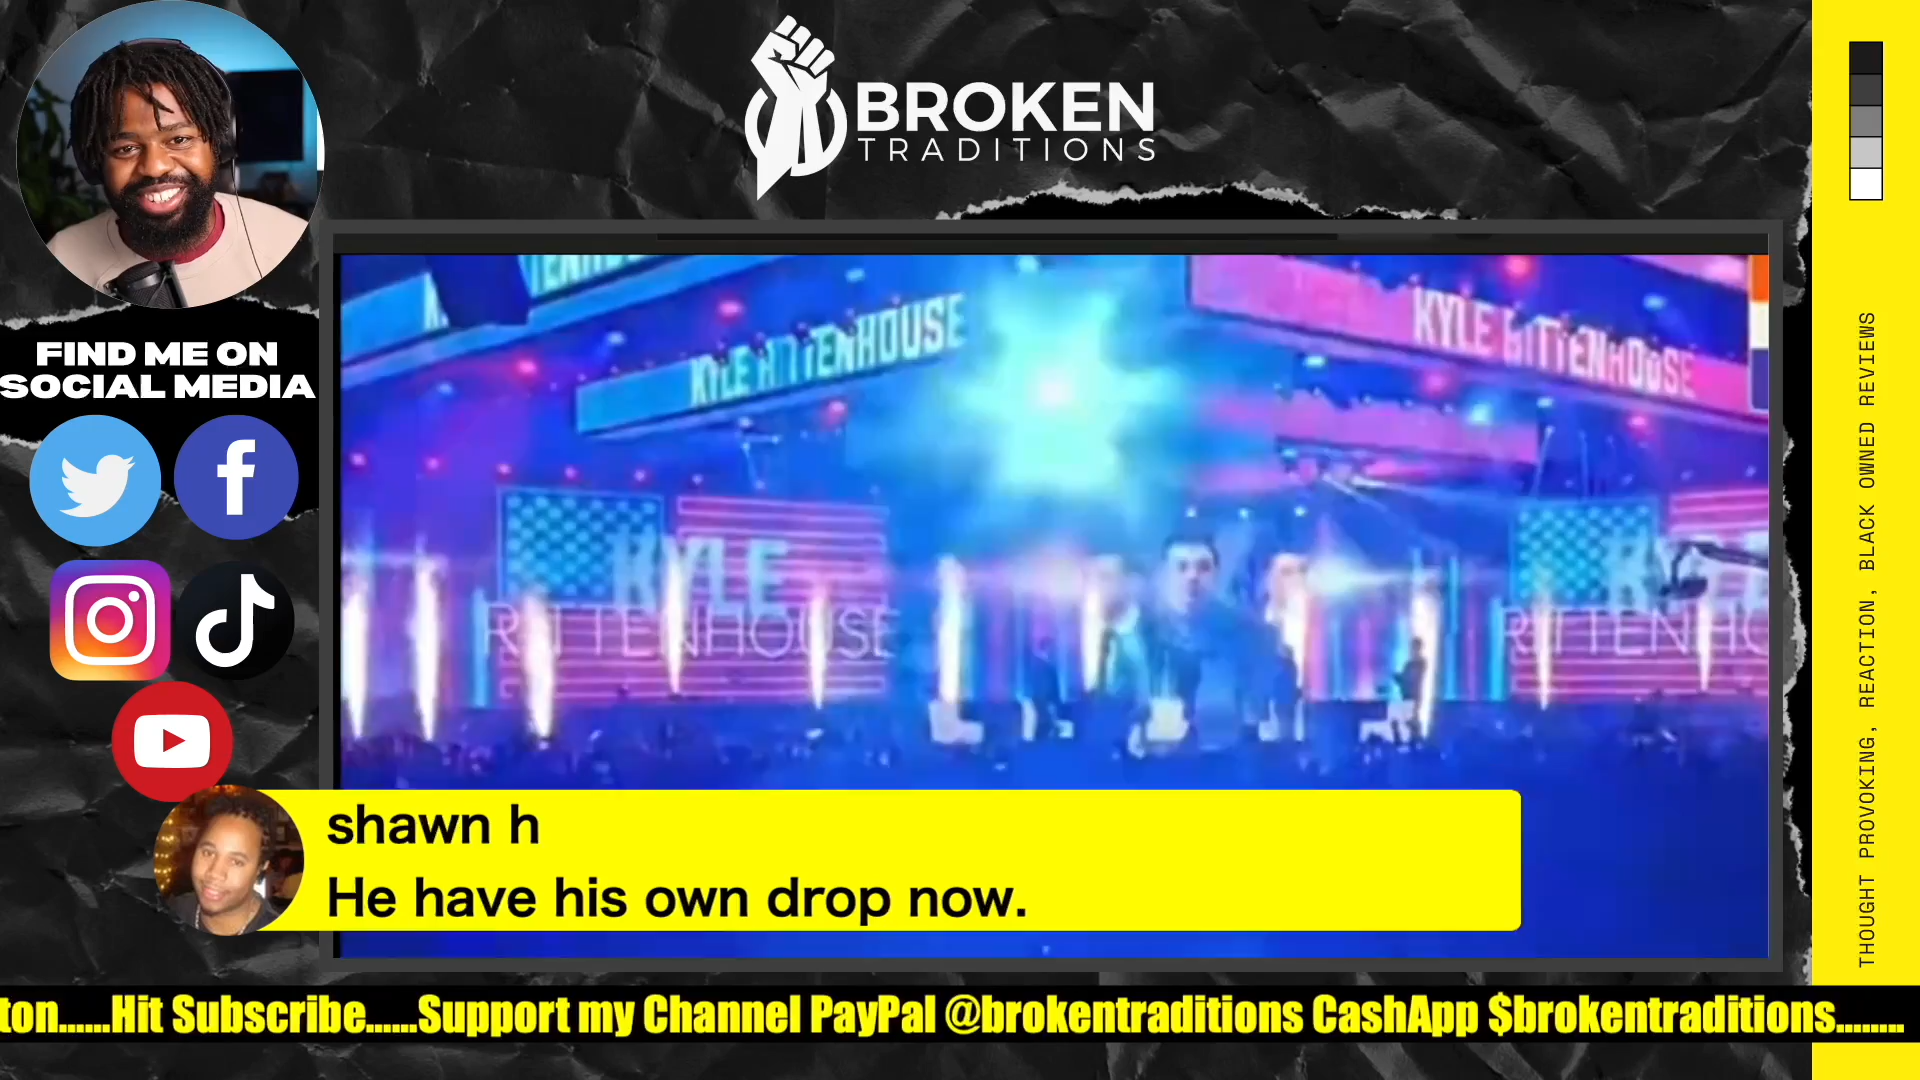 BROKEN
TRADITIONS
FIND ME ON
SOCIAL MEDIA
KYLE RITTENHOUSE
KYLE RITTENHOUSE
KYLE
RITTENHOUSE
RITTENHO
shawn h
He have his own drop now.
ton......Hit Subscribe......Support my Channel PayPal @brokentraditions CashApp $brokentraditions........
THOUGHT PROVOKING, REACTION, BLACK OWNED REVIEWS